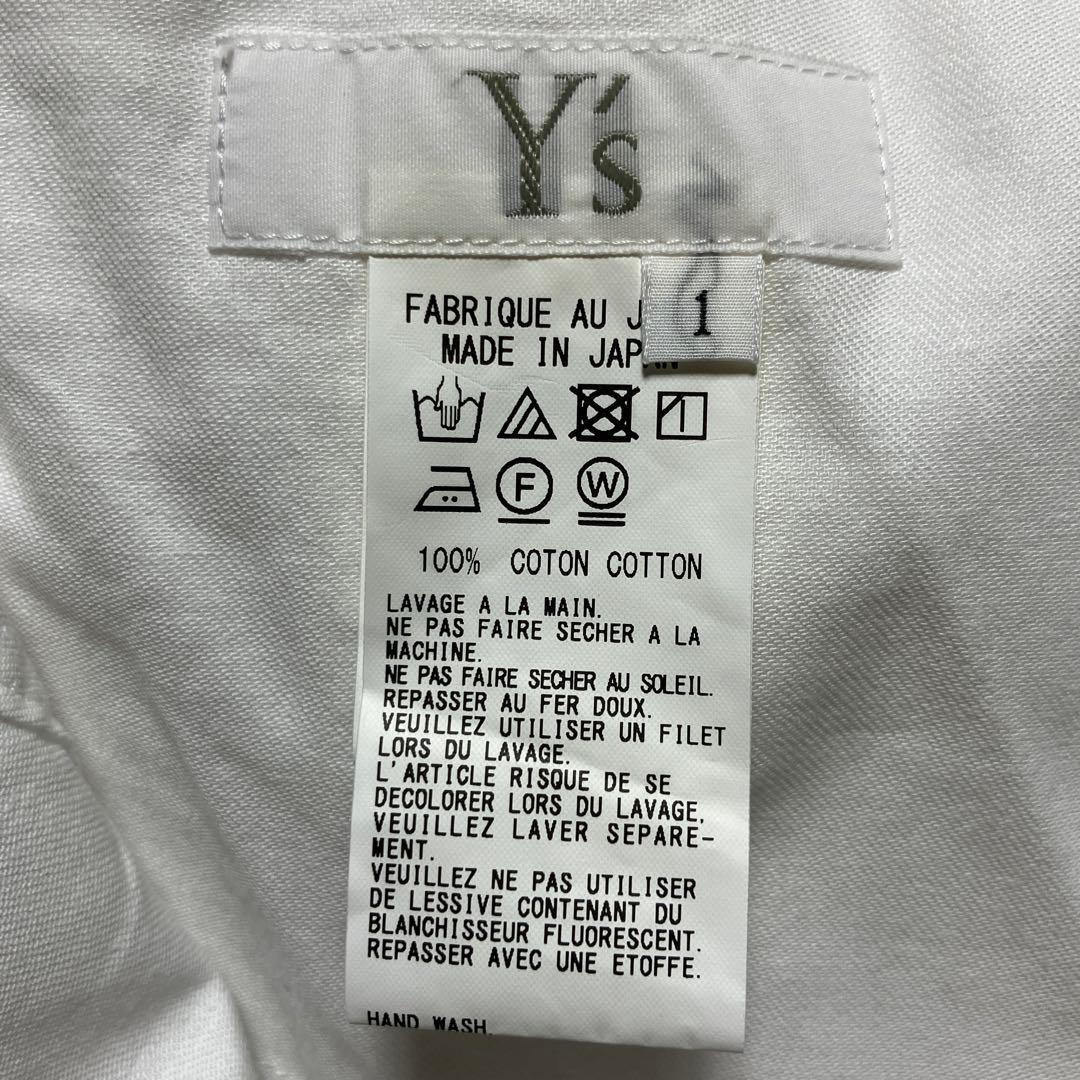 Y's
1
FABRIQUE AU
MADE IN
F W
100% COTON COTTON
LAVAGE A LA MAIN.
NE PAS FAIRE SECHER A LA
MACHINE.
NE PAS FAIRE SECHER AU SOLEIL.
REPASSER AU FER DOUX.
VEUILLEZ UTILISER UN FILET
LORS DU LAVAGE.
L'ARTICLE RISQUE DE SE
DECOLORER LORS DU LAVAGE,
VEUILLEZ LAVER SEPARE-
MENT.
VEUILLEZ NE PAS UTILISER
DE LESSIVE CONTENANT DU
BLANCHISSEUR FLUORESCENT.
REPASSER AVEC UNE ETOFFE.
HAND WASH.